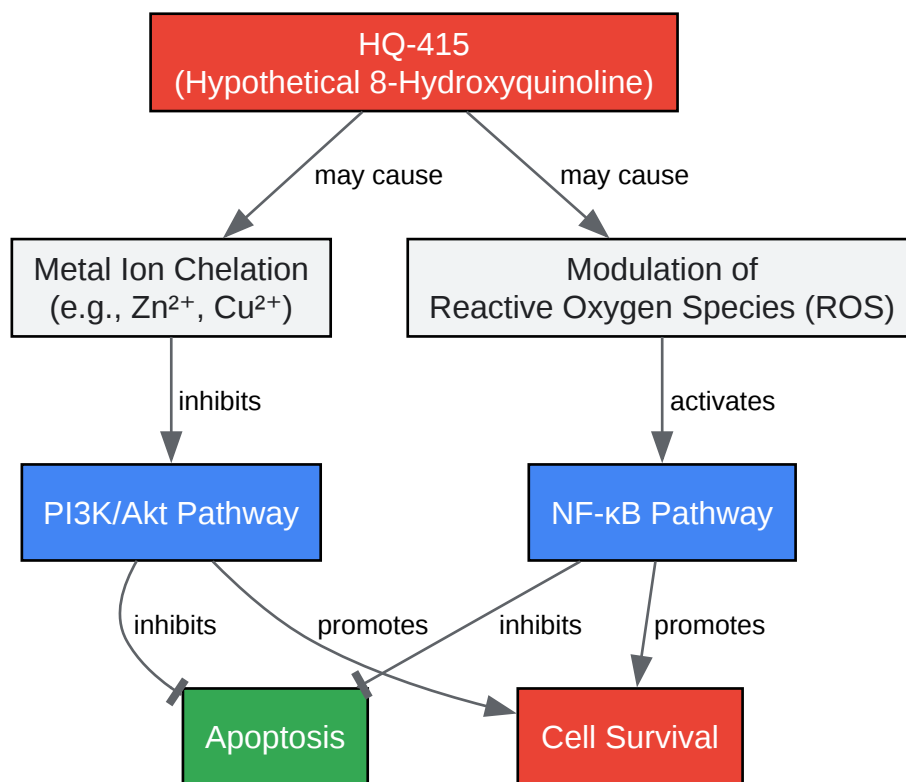 HQ-415
(Hypothetical 8-Hydroxyquinoline)
may cause
may cause
Metal Ion Chelation
(e.g., Zn²⁺, Cu²⁺)
Modulation of
Reactive Oxygen Species (ROS)
inhibits
activates
PI3K/Akt Pathway
NF-κB Pathway
inhibits
promotes
inhibits
promotes
Apoptosis
Cell Survival